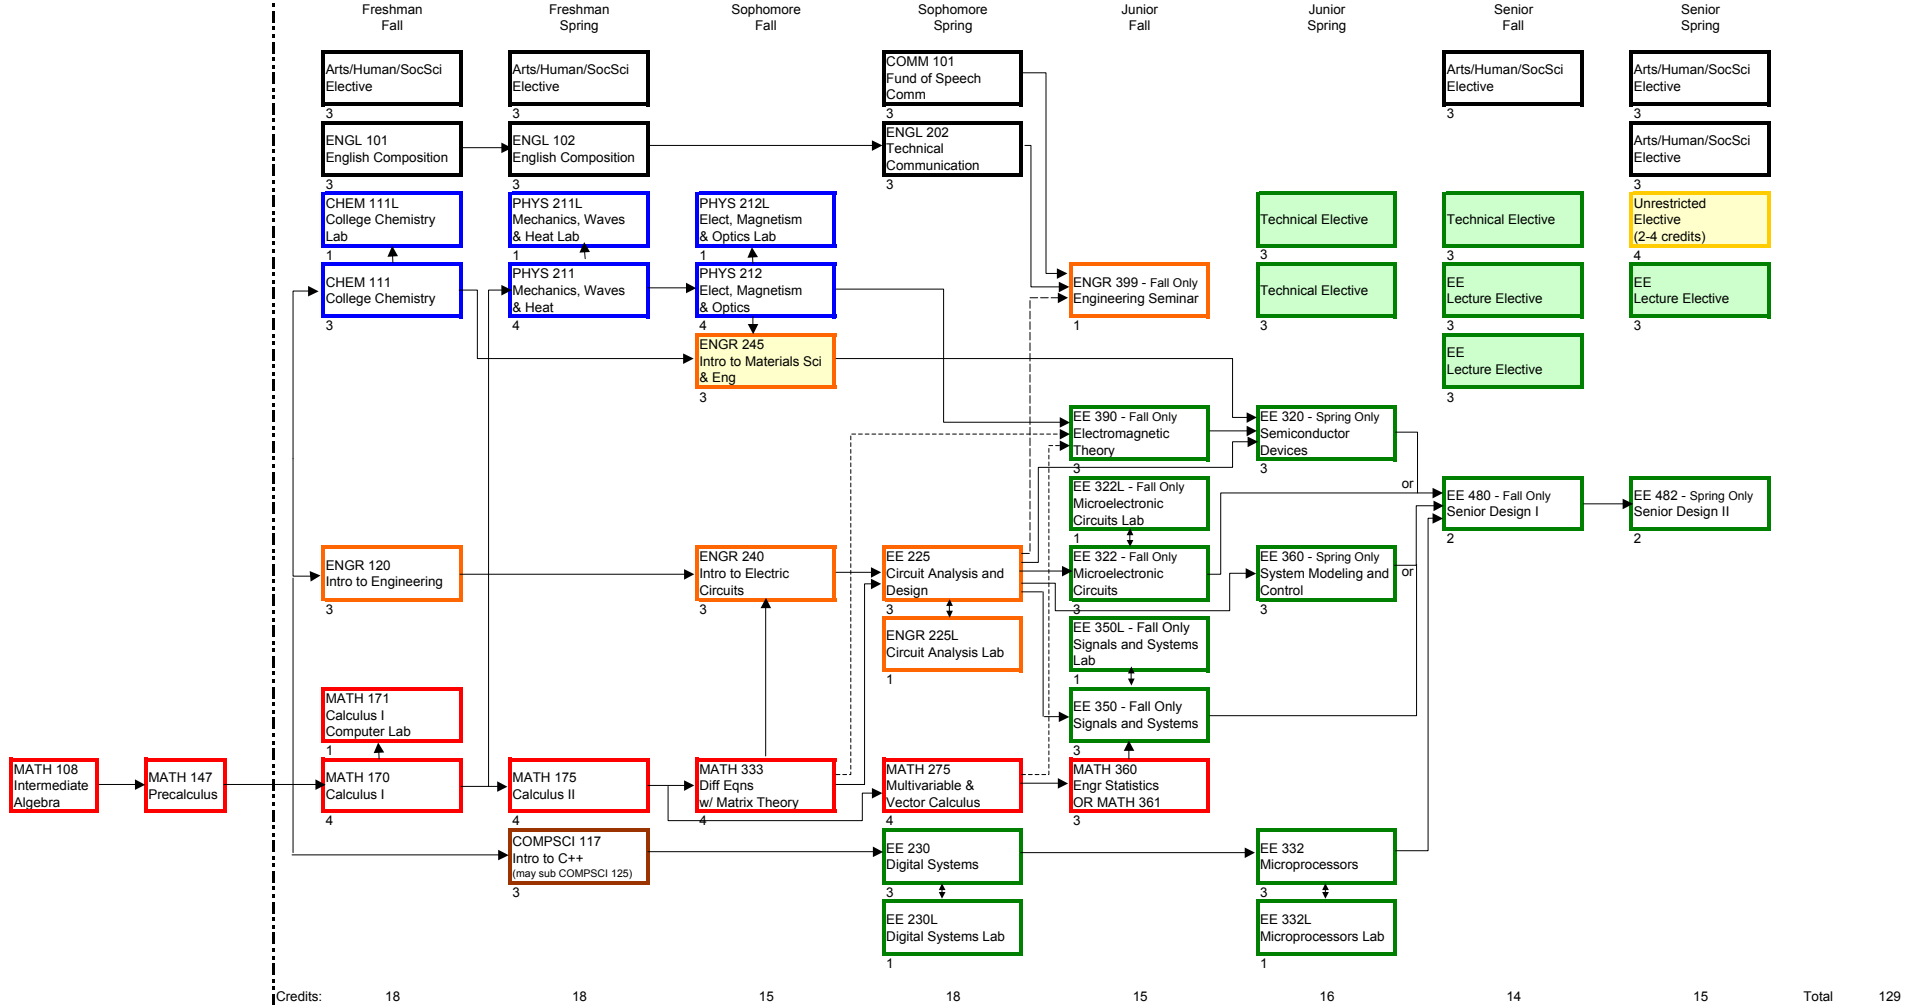 Freshman
Fall
Freshman
Spring
Sophomore
Fall
Sophomore
Spring
Junior
Fall
Junior
Spring
Senior
Fall
Senior
Spring
Arts/Human/SocSci
Elective
3
Arts/Human/SocSci
Elective
3
COMM 101
Fund of Speech
Comm
3
Arts/Human/SocSci
Elective
3
Arts/Human/SocSci
Elective
3
ENGL 101
English Composition
3
ENGL 102
English Composition
3
ENGL 202
Technical
Communication
3
Arts/Human/SocSci
Elective
3
CHEM 111L
College Chemistry
Lab
1
PHYS 211L
Mechanics, Waves
& Heat Lab
1
PHYS 212L
Elect, Magnetism
& Optics Lab
1
Technical Elective
3
Technical Elective
3
Unrestricted
Elective
(2-4 credits)
4
CHEM 111
College Chemistry
3
PHYS 211
Mechanics, Waves
& Heat
4
PHYS 212
Elect, Magnetism
& Optics
4
ENGR 399 - Fall Only
Engineering Seminar
1
Technical Elective
3
EE
Lecture Elective
3
EE
Lecture Elective
3
ENGR 245
Intro to Materials Sci
& Eng
3
EE
Lecture Elective
3
EE 390 - Fall Only
Electromagnetic
Theory
3
EE 320 - Spring Only
Semiconductor
Devices
3
EE 322L - Fall Only
Microelectronic
Circuits Lab
1
or
EE 480 - Fall Only
Senior Design I
2
EE 482 - Spring Only
Senior Design II
2
ENGR 120
Intro to Engineering
3
ENGR 240
Intro to Electric
Circuits
3
EE 225
Circuit Analysis and
Design
3
EE 322 - Fall Only
Microelectronic
Circuits
3
EE 360 - Spring Only
System Modeling and
Control
3
or
ENGR 225L
Circuit Analysis Lab
1
EE 350L - Fall Only
Signals and Systems
Lab
1
MATH 171
Calculus I
Computer Lab
1
EE 350 - Fall Only
Signals and Systems
3
MATH 108
Intermediate
Algebra
MATH 147
Precalculus
MATH 170
Calculus I
4
MATH 175
Calculus II
4
MATH 333
Diff Eqns
w/ Matrix Theory
4
MATH 275
Multivariable &
Vector Calculus
4
MATH 360
Engr Statistics
OR MATH 361
3
COMPSCI 117
Intro to C++
(may sub COMPSCI 125)
3
EE 230
Digital Systems
3
EE 332
Microprocessors
3
EE 230L
Digital Systems Lab
1
EE 332L
Microprocessors Lab
1
Credits: 18 18 15 18 15 16 14 15 Total 129